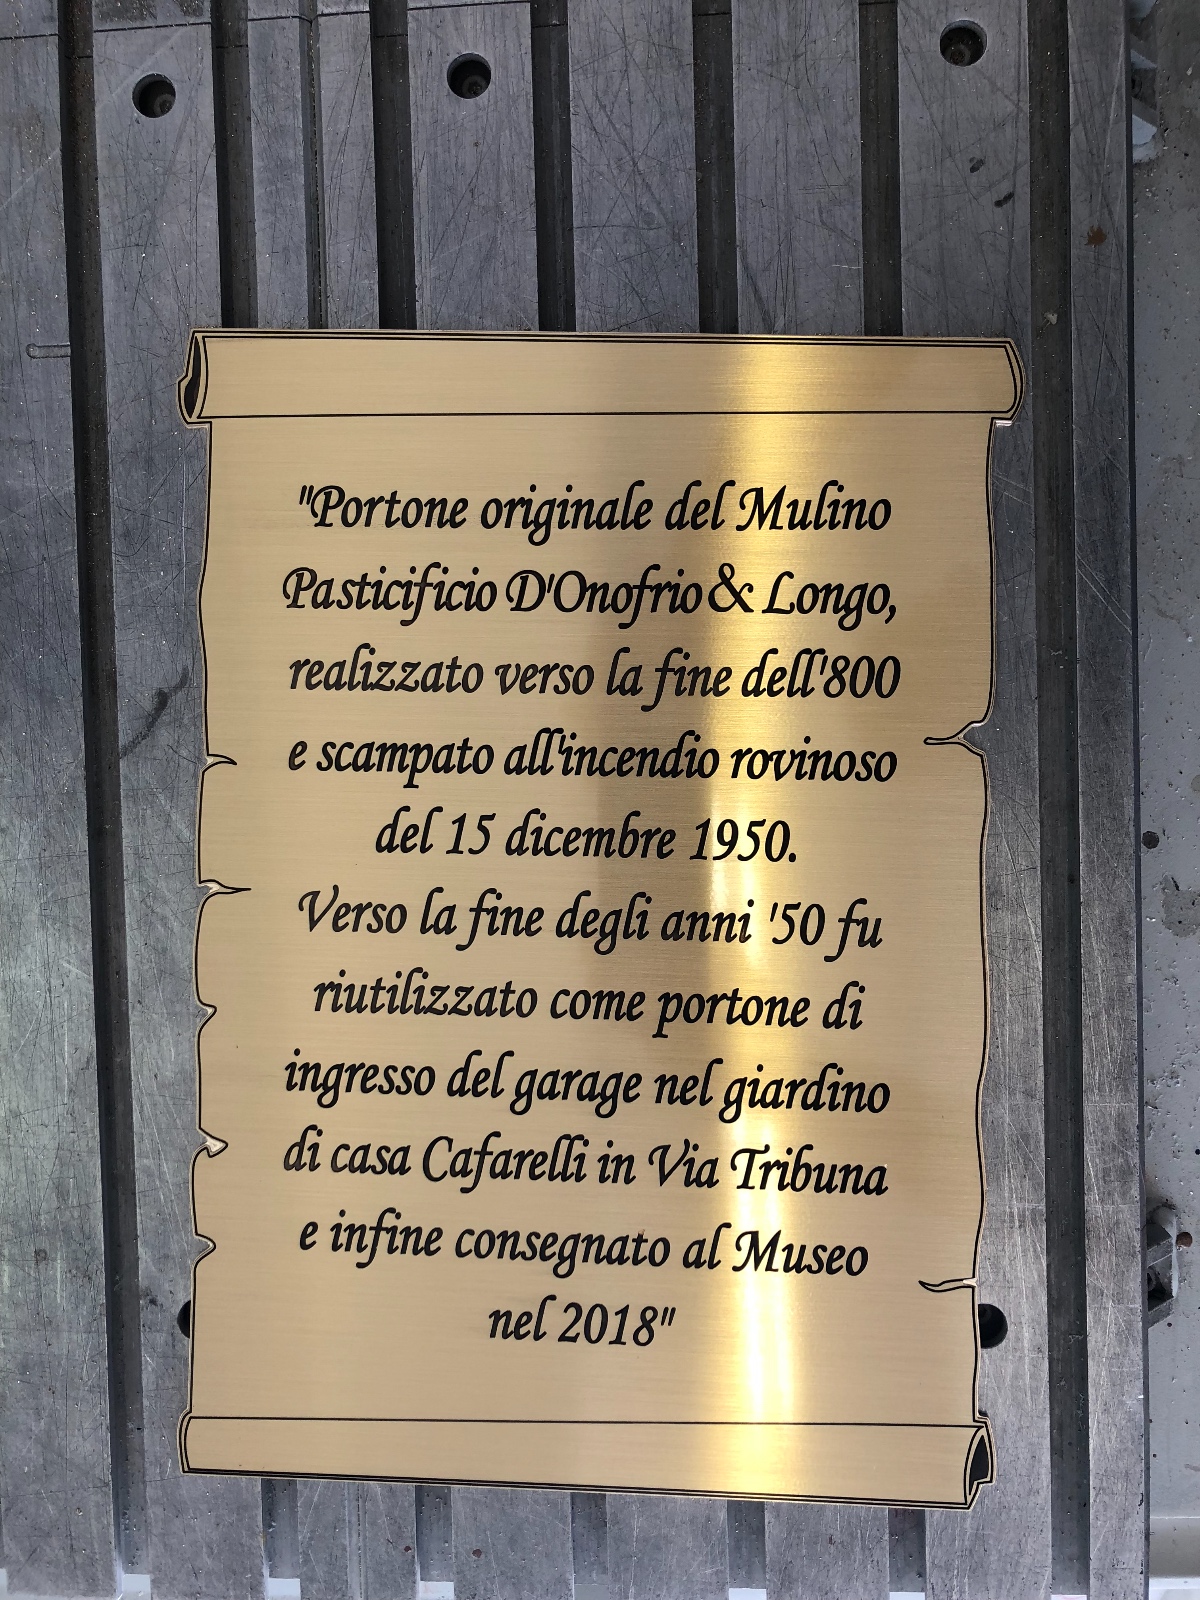 "Portone originale del Mulino
Pasticificio D'Onofrio & Longo,
realizzato verso la fine dell'800
e scampato all'incendio rovinoso
del 15 dicembre 1950.
Verso la fine degli anni '50 fu
riutilizzato come portone di
ingresso del garage nel giardino
di casa Cafarelli in Via Tribuna
e infine consegnato al Museo
nel 2018"